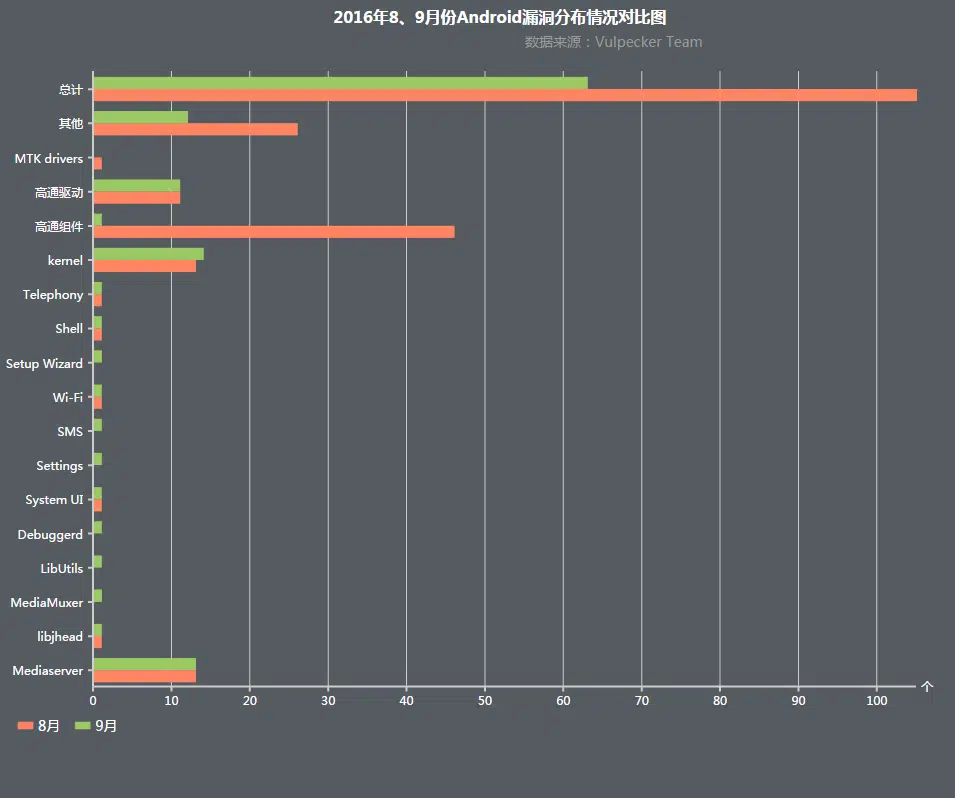 2016年8、9月份Android漏洞分布情况对比图
数据来源：Vulpecker Team
总计
其他
MTK drivers
高通驱动
高通组件
kernel
Telephony
Shell
Setup Wizard
Wi-Fi
SMS
Settings
System UI
Debuggerd
LibUtils
MediaMuxer
libjhead
Mediaserver
0 10 20 30 40 50 60 70 80 90 100 个
8月 9月